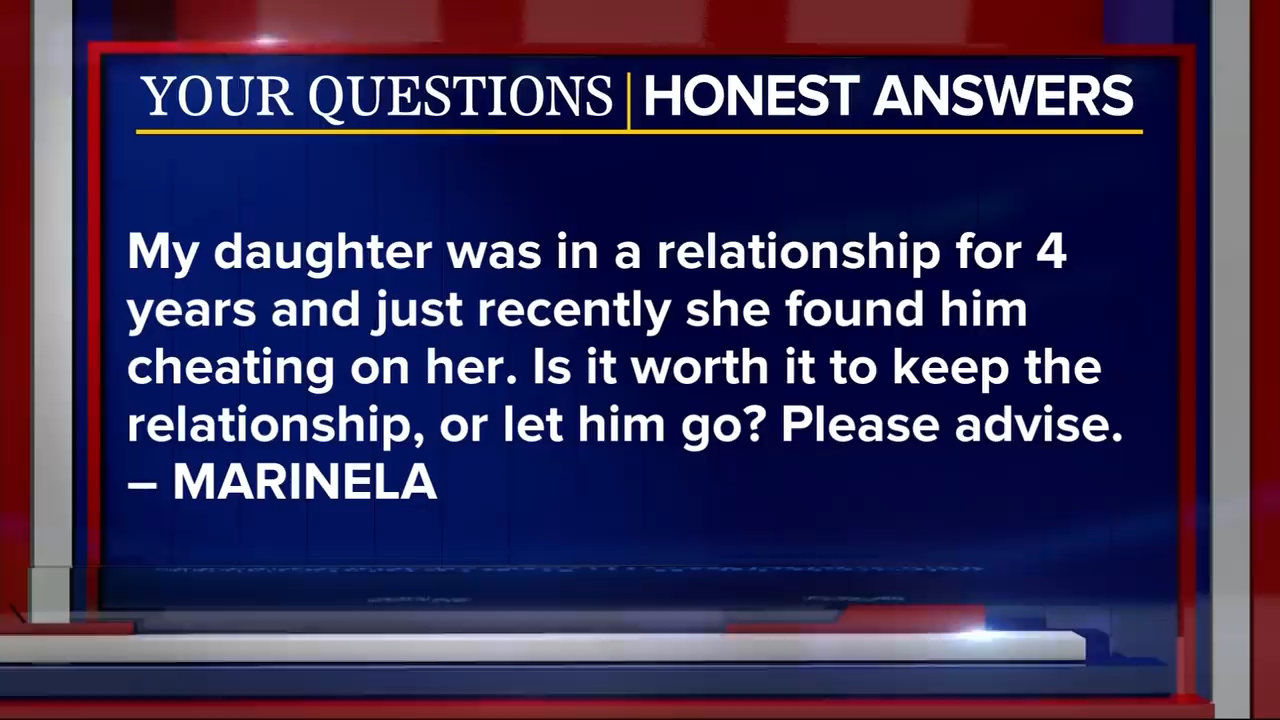 YOUR QUESTIONS | HONEST ANSWERS
My daughter was in a relationship for 4
years and just recently she found him
cheating on her. Is it worth it to keep the
relationship, or let him go? Please advise.
– MARINELA